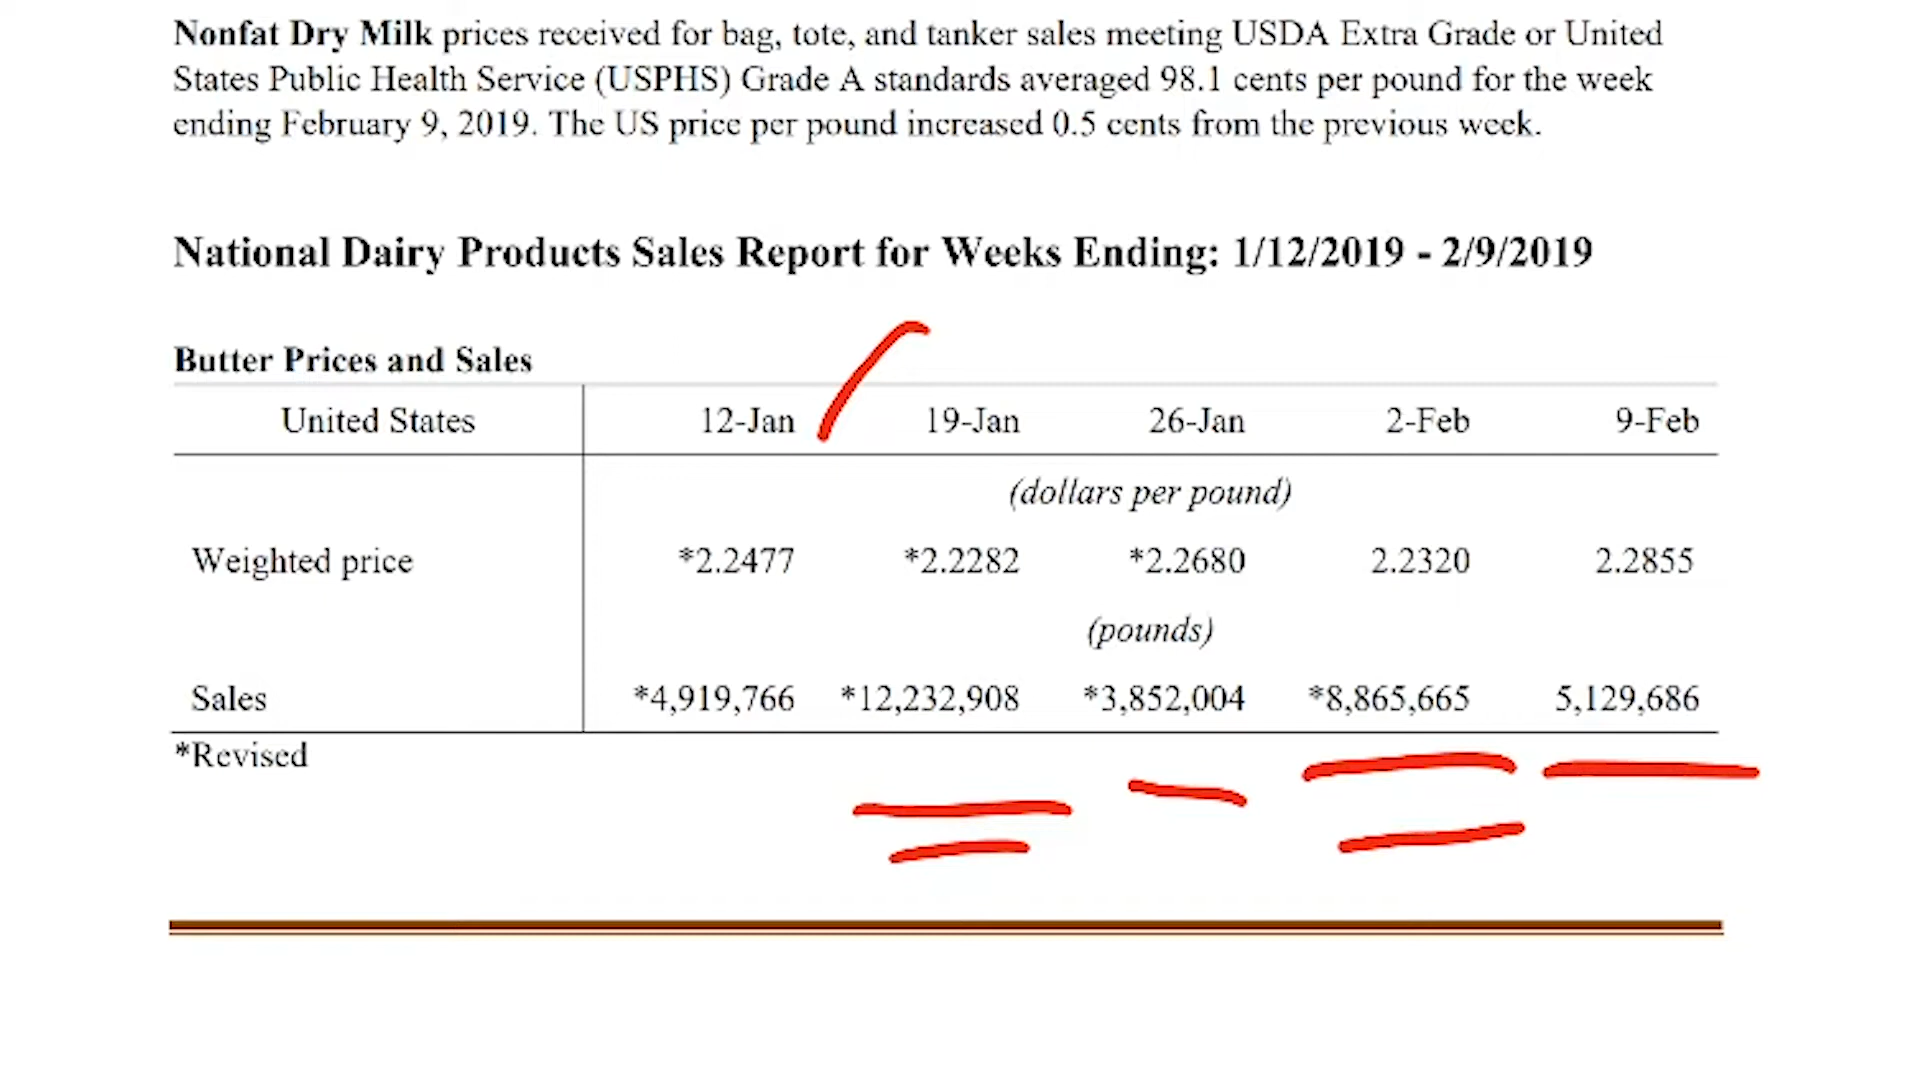 Nonfat Dry Milk prices received for bag, tote, and tanker sales meeting USDA Extra Grade or United
States Public Health Service (USPHS) Grade A standards averaged 98.1 cents per pound for the week
ending February 9, 2019. The US price per pound increased 0.5 cents from the previous week.
National Dairy Products Sales Report for Weeks Ending: 1/12/2019 - 2/9/2019
Butter Prices and Sales
United States 12-Jan 19-Jan 26-Jan 2-Feb 9-Feb
(dollars per pound)
Weighted price *2.2477 *2.2282 *2.2680 2.2320 2.2855
(pounds)
Sales *4,919,766 *12,232,908 *3,852,004 *8,865,665 5,129,686
*Revised